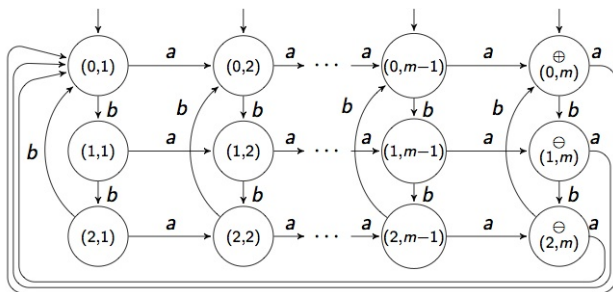 (0,1) a (0,2) a ··· a (0,m−1) a ⊕ (0,m) a
b b b b
b b b b
(1,1) a (1,2) a ··· a (1,m−1) a ⊖ (1,m) a
b b b b
(2,1) a (2,2) a ··· a (2,m−1) a ⊖ (2,m) a